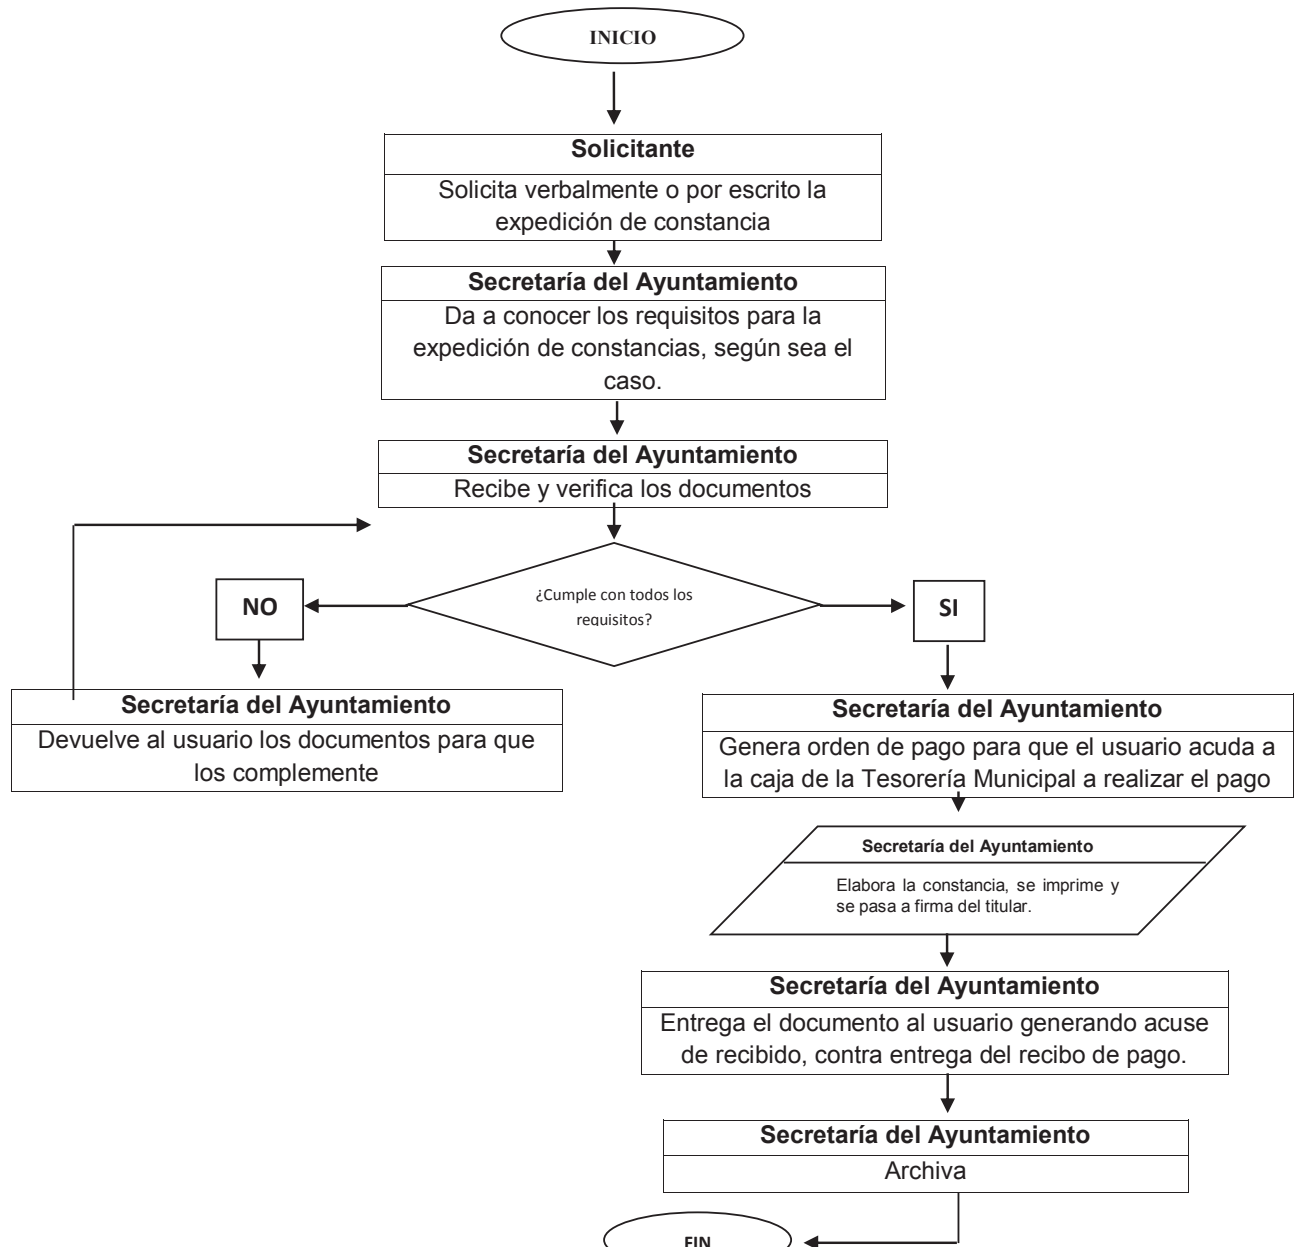 INICIO
Solicitante
Solicita verbalmente o por escrito la
expedición de constancia
Secretaría del Ayuntamiento
Da a conocer los requisitos para la
expedición de constancias, según sea el
caso.
Secretaría del Ayuntamiento
Recibe y verifica los documentos
¿Cumple con todos los
requisitos?
NO
SI
Secretaría del Ayuntamiento
Devuelve al usuario los documentos para que
los complemente
Secretaría del Ayuntamiento
Genera orden de pago para que el usuario acuda a
la caja de la Tesorería Municipal a realizar el pago
Secretaría del Ayuntamiento
Elabora la constancia, se imprime y
se pasa a firma del titular.
Secretaría del Ayuntamiento
Entrega el documento al usuario generando acuse
de recibido, contra entrega del recibo de pago.
Secretaría del Ayuntamiento
Archiva
FIN